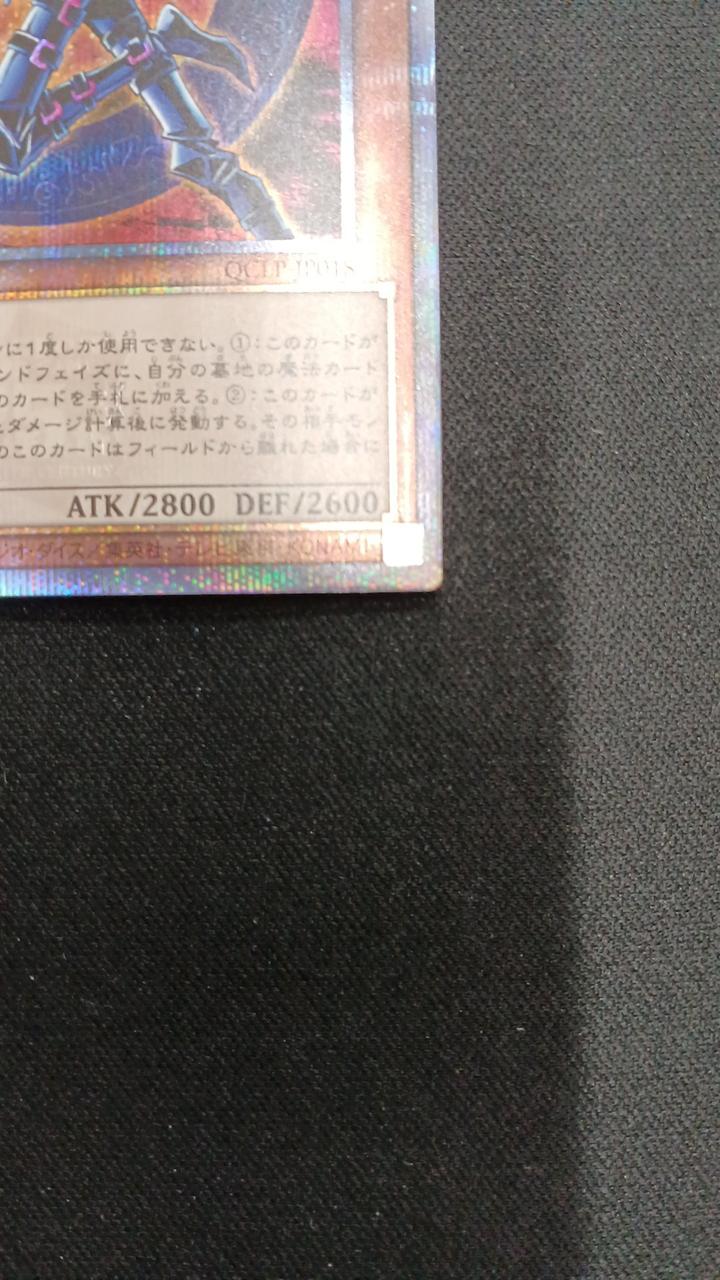 QCLP-JP018
ンに1度しか使用できない。①:このカードが
ンドフェイズに、自分の墓地の魔法カード
のカードを手札に加える。②:このカードが
とダメージ計算後に発動する。その相手モン
のこのカードはフィールドから離れた場合に
ATK/2800 DEF/2600
ジオ・ダイス/集英社・テレビ東京・KONAMI